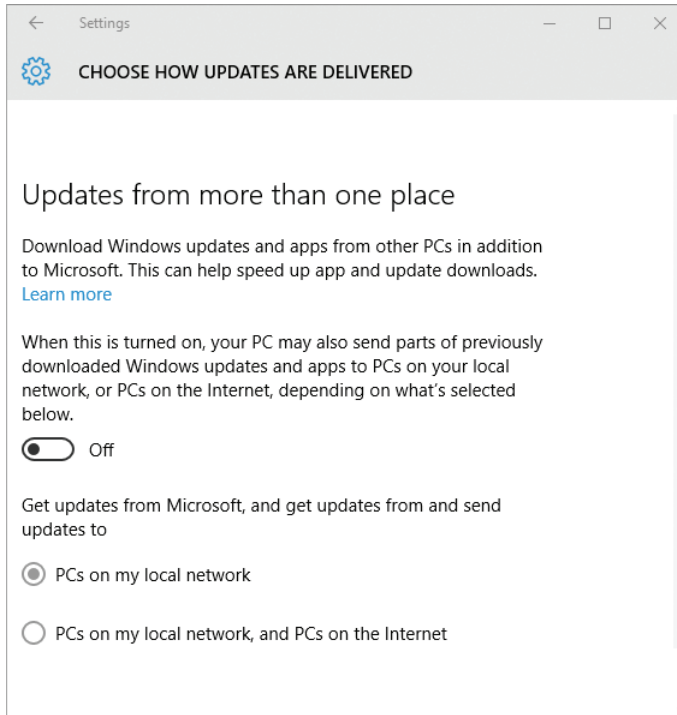 Settings
CHOOSE HOW UPDATES ARE DELIVERED
Updates from more than one place
Download Windows updates and apps from other PCs in addition
to Microsoft. This can help speed up app and update downloads.
Learn more
When this is turned on, your PC may also send parts of previously
downloaded Windows updates and apps to PCs on your local
network, or PCs on the Internet, depending on what’s selected
below.
Off
Get updates from Microsoft, and get updates from and send
updates to
PCs on my local network
PCs on my local network, and PCs on the Internet